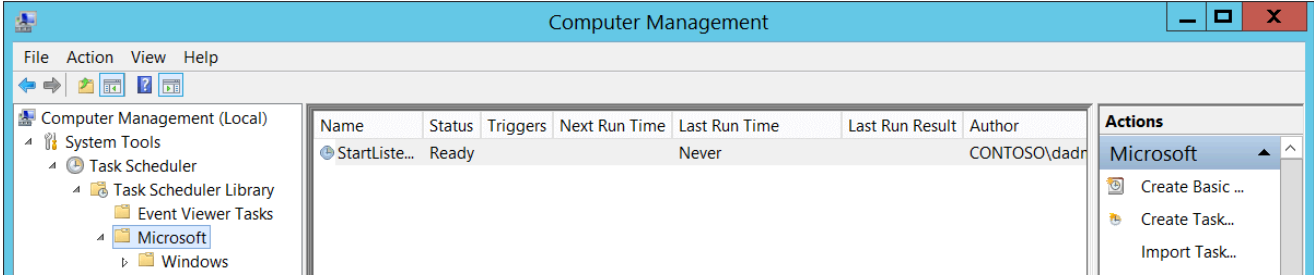 Computer Management
File Action View Help
Computer Management (Local)
System Tools
Task Scheduler
Task Scheduler Library
Event Viewer Tasks
Microsoft
Windows
Name Status Triggers Next Run Time Last Run Time Last Run Result Author
StartListe... Ready Never CONTOSO\dadr
Actions
Microsoft
Create Basic ...
Create Task...
Import Task...